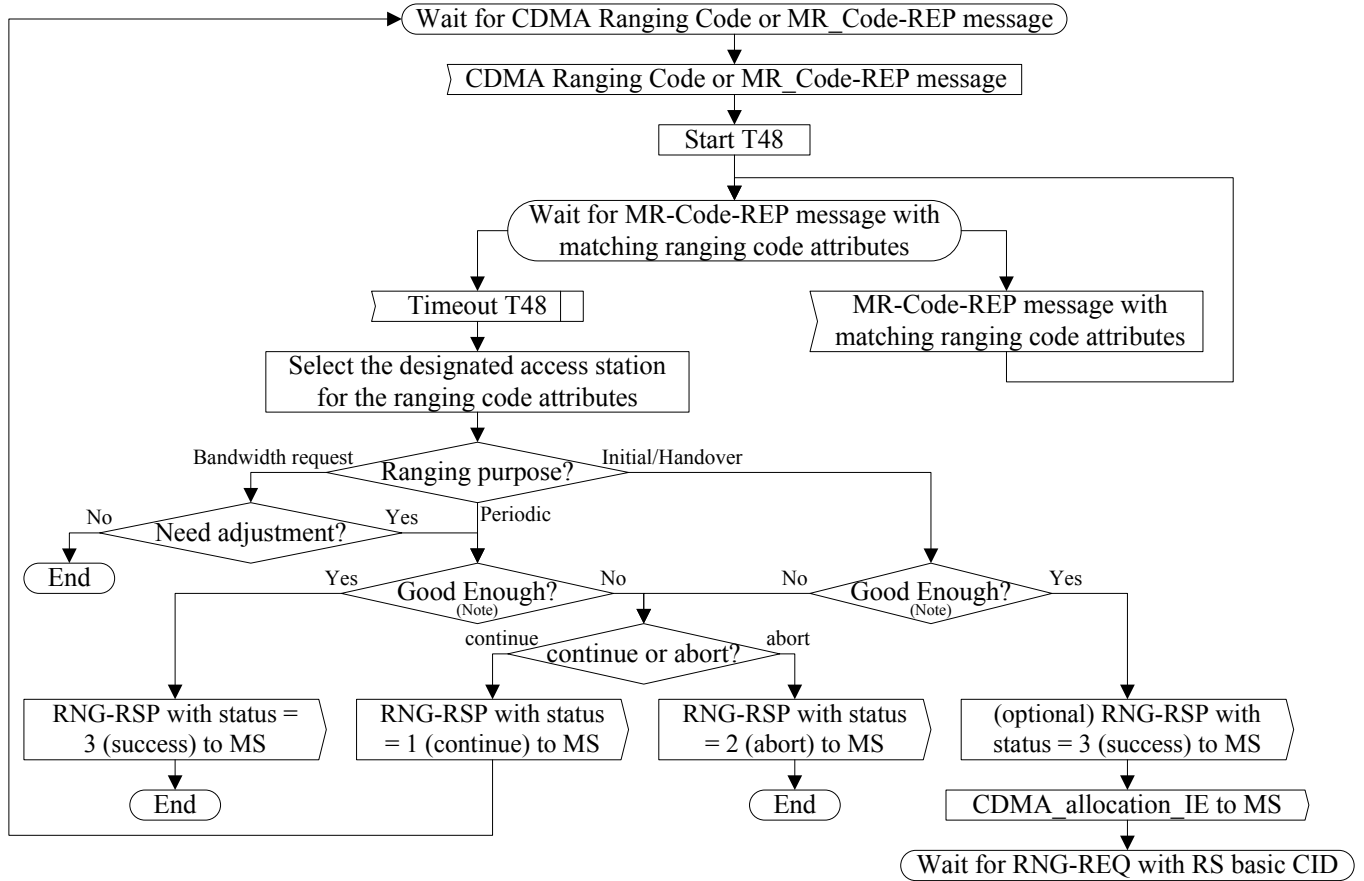 Wait for CDMA Ranging Code or MR_Code-REP message
CDMA Ranging Code or MR_Code-REP message
Start T48
Wait for MR-Code-REP message with
matching ranging code attributes
Timeout T48
MR-Code-REP message with
matching ranging code attributes
Select the designated access station
for the ranging code attributes
Bandwidth request
Ranging purpose?
Initial/Handover
No
Need adjustment?
Yes
Periodic
End
Yes
Good Enough?
(Note)
No
No
Good Enough?
(Note)
Yes
continue
continue or abort?
abort
RNG-RSP with status =
3 (success) to MS
RNG-RSP with status
= 1 (continue) to MS
RNG-RSP with status
= 2 (abort) to MS
(optional) RNG-RSP with
status = 3 (success) to MS
End
End
CDMA_allocation_IE to MS
Wait for RNG-REQ with RS basic CID